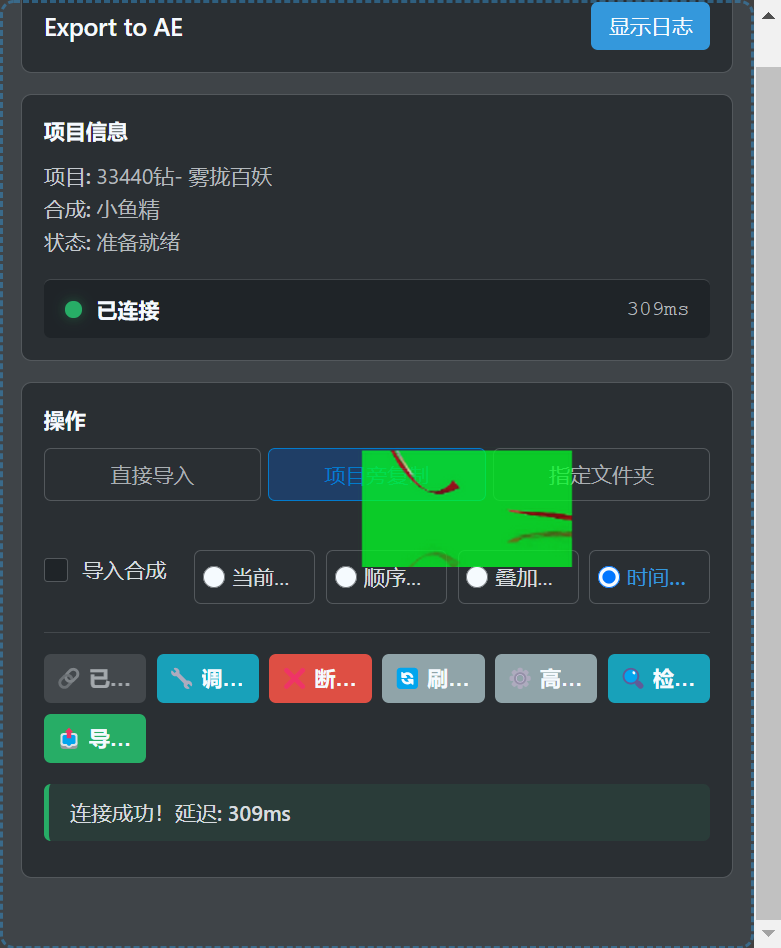 Export to AE
显示日志
项目信息
项目: 33440钻- 雾拢百妖
合成: 小鱼精
状态: 准备就绪
已连接
309ms
操作
直接导入
项目旁复制
指定文件夹
导入合成
当前...
顺序...
叠加...
时间...
已...
调...
断...
刷...
高...
检...
导...
连接成功！延迟: 309ms